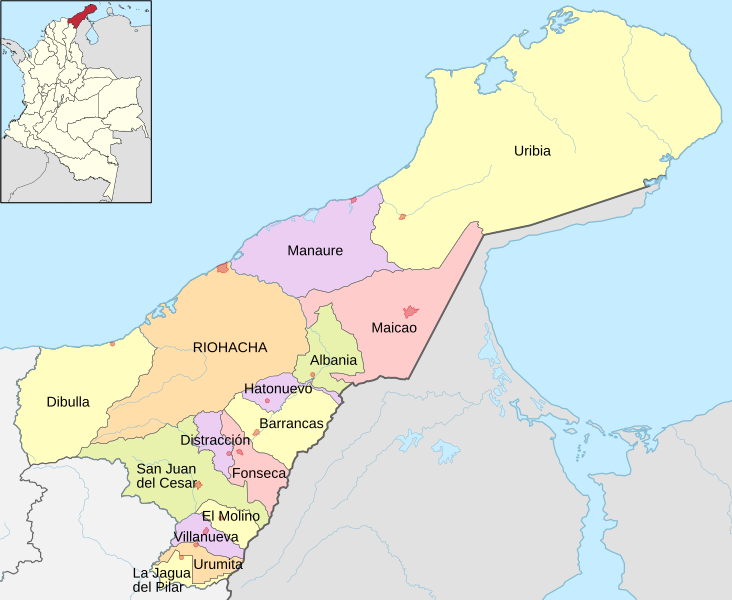 Uribia
Manaure
Maicao
RIOHACHA
Albania
Hatonuevo
Dibulla
Barrancas
Distracción
San Juan
del Cesar
Fonseca
El Molino
Villanueva
Urumita
La Jagua
del Pilar